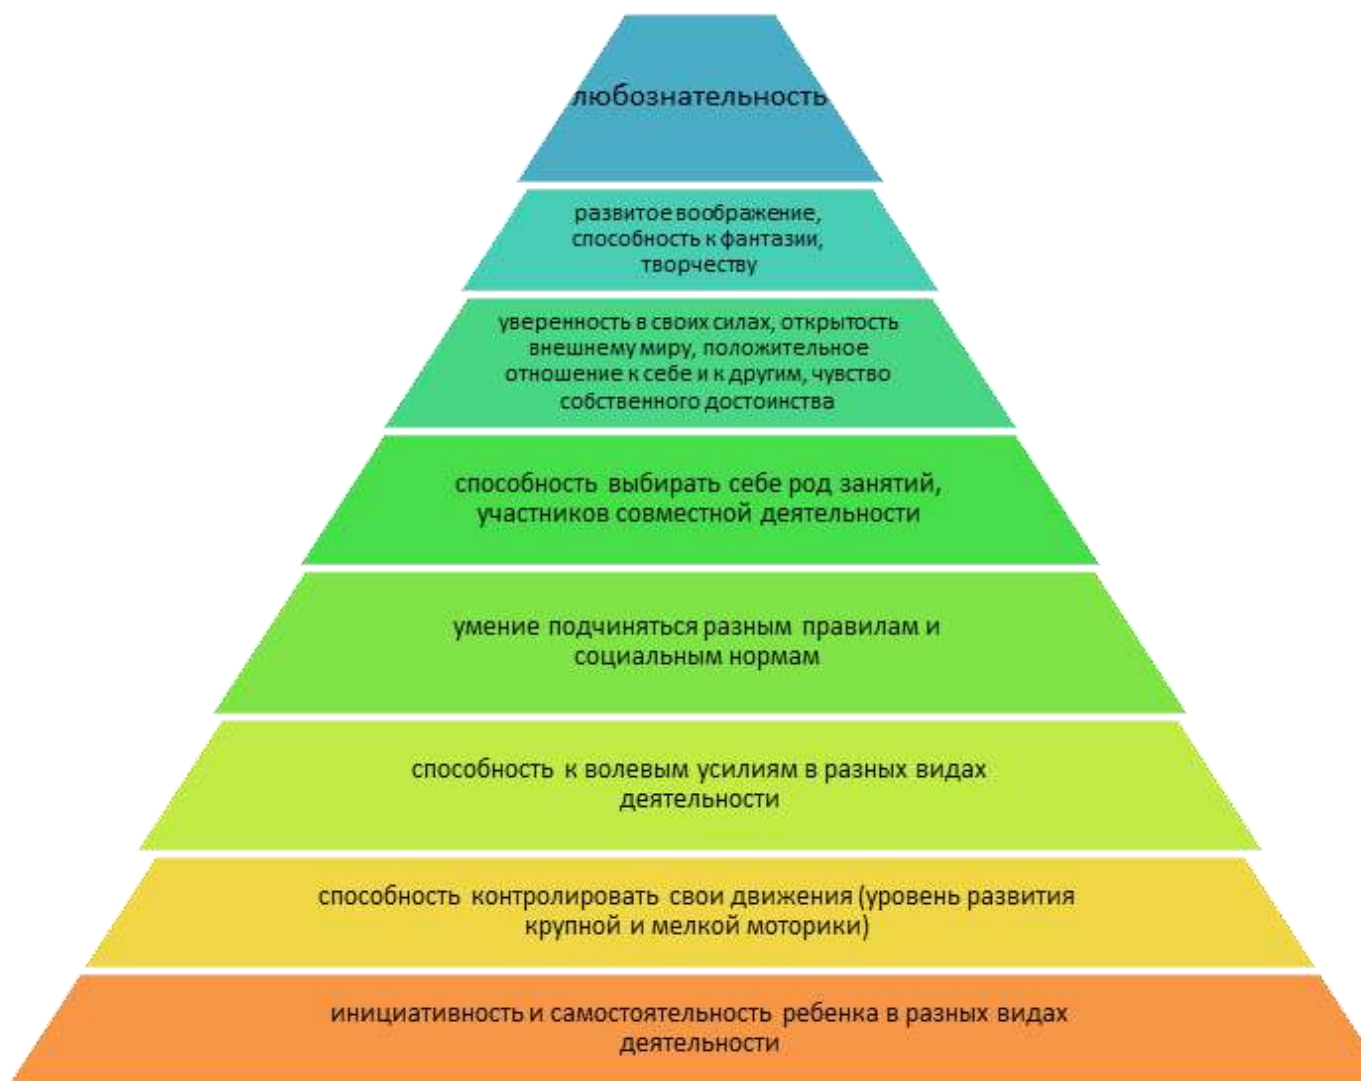 любознательность
развитое воображение,
способность к фантазии,
творчеству
уверенность в своих силах, открытость
внешнему миру, положительное
отношение к себе и к другим, чувство
собственного достоинства
способность выбирать себе род занятий,
участников совместной деятельности
умение подчиняться разным правилам и
социальным нормам
способность к волевым усилиям в разных видах
деятельности
способность контролировать свои движения (уровень развития
крупной и мелкой моторики)
инициативность и самостоятельность ребенка в разных видах
деятельности